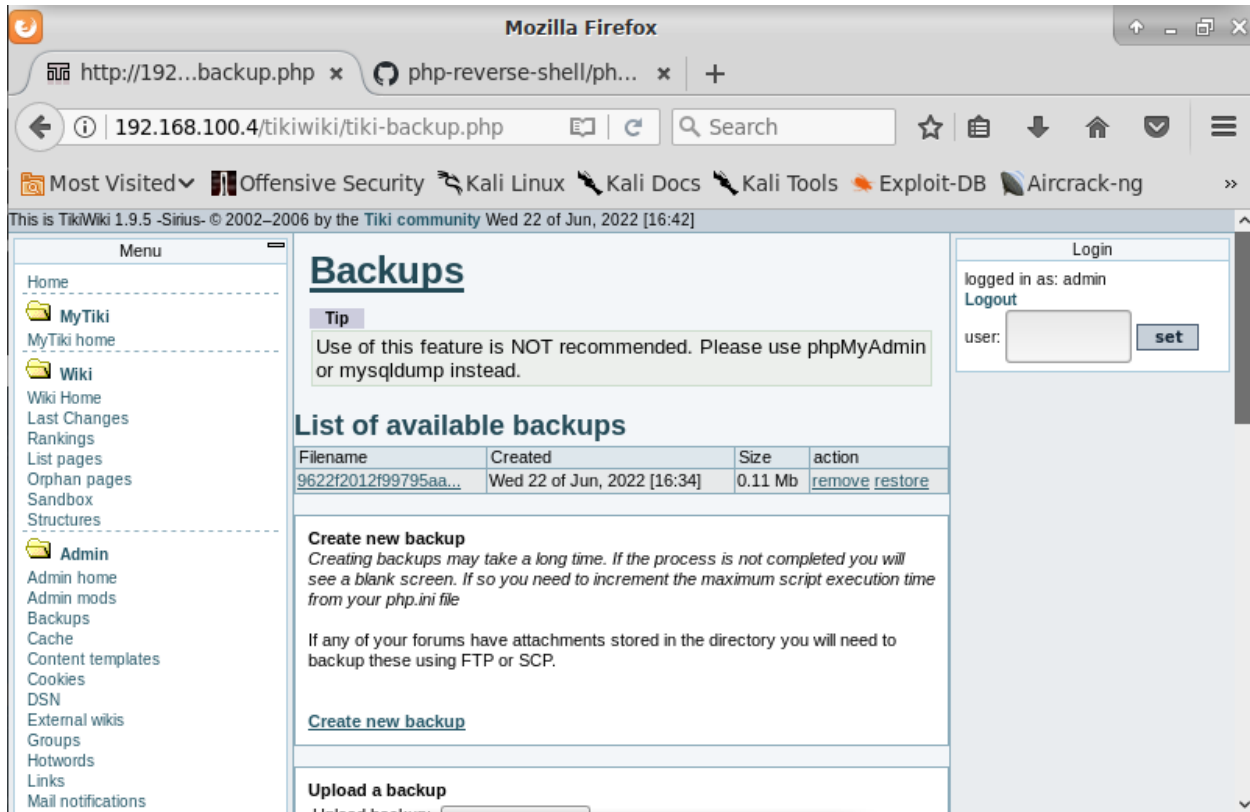 Mozilla Firefox
http://192...backup.php
php-reverse-shell/ph...
192.168.100.4/tikiwiki/tiki-backup.php
Search
Most Visited Offensive Security Kali Linux Kali Docs Kali Tools Exploit-DB Aircrack-ng »
This is TikiWiki 1.9.5 -Sirius- © 2002–2006 by the Tiki community Wed 22 of Jun, 2022 [16:42]
Menu
Home
MyTiki
MyTiki home
Wiki
Wiki Home
Last Changes
Rankings
List pages
Orphan pages
Sandbox
Structures
Admin
Admin home
Admin mods
Backups
Cache
Content templates
Cookies
DSN
External wikis
Groups
Hotwords
Links
Mail notifications
Backups
Tip
Use of this feature is NOT recommended. Please use phpMyAdmin
or mysqldump instead.
List of available backups
Filename Created Size action
9622f2012f99795aa... Wed 22 of Jun, 2022 [16:34] 0.11 Mb remove restore
Create new backup
Creating backups may take a long time. If the process is not completed you will
see a blank screen. If so you need to increment the maximum script execution time
from your php.ini file
If any of your forums have attachments stored in the directory you will need to
backup these using FTP or SCP.
Create new backup
Upload a backup
Upload backup:
Login
logged in as: admin
Logout
user:
set